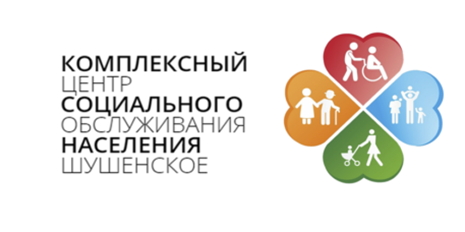 КОМПЛЕКСНЫЙ
ЦЕНТР
СОЦИАЛЬНОГО
ОБСЛУЖИВАНИЯ
НАСЕЛЕНИЯ
ШУШЕНСКОЕ